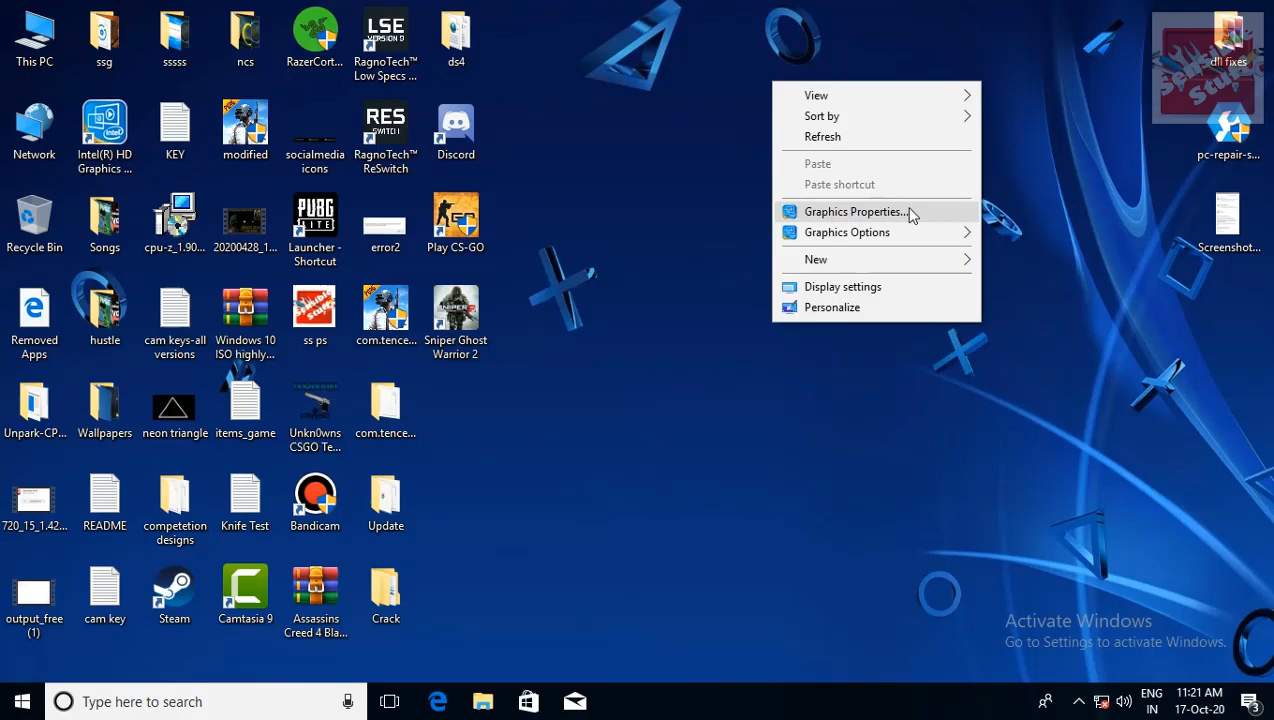 This PC
ssg
sssss
ncs
RazerCort...
LSE
RagnoTech™
Low Specs ...
ds4
dll fixes
Sensible
Stuff
Network
Intel(R) HD
Graphics ...
KEY
modified
socialmedia
icons
RES
SWITCH
RagnoTech™
ReSwitch
Discord
pc-repair-s...
Recycle Bin
Songs
cpu-z_1.90...
20200428_1...
PUBG
LITE
Launcher -
Shortcut
error2
Play CS-GO
Screenshot...
Removed
Apps
hustle
cam keys-all
versions
Windows 10
ISO highly...
ss ps
com.tence...
Sniper Ghost
Warrior 2
Unpark-CP...
Wallpapers
neon triangle
items_game
Unkn0wns
CSGO Te...
com.tence...
720_15_1.42...
README
competetion
designs
Knife Test
Bandicam
Update
output_free
(1)
cam key
Steam
Camtasia 9
Assassins
Creed 4 Bla...
Crack
View
Sort by
Refresh
Paste
Paste shortcut
Graphics Properties...
Graphics Options
New
Display settings
Personalize
Activate Windows
Go to Settings to activate Windows.
Type here to search
ENG
IN
11:21 AM
17-Oct-20
3